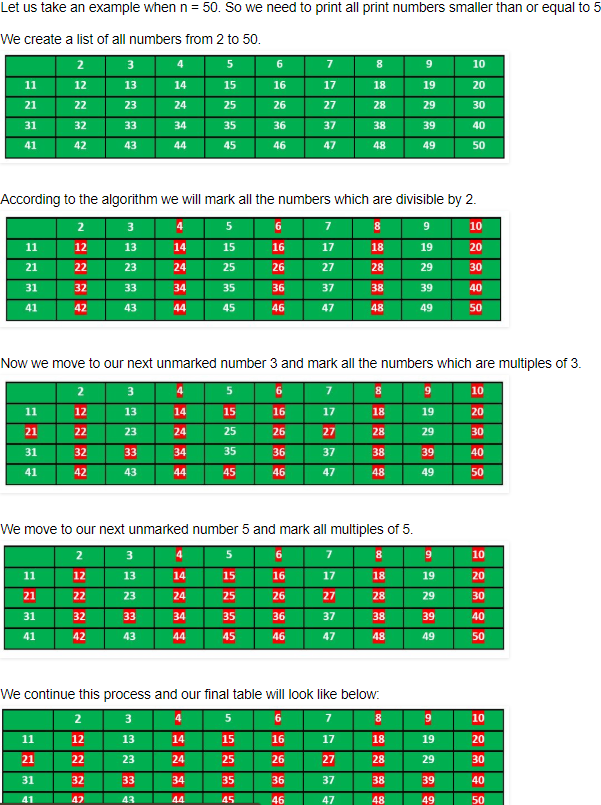 Let us take an example when n = 50. So we need to print all print numbers smaller than or equal to 5
We create a list of all numbers from 2 to 50.
2 3 4 5 6 7 8 9 10
11 12 13 14 15 16 17 18 19 20
21 22 23 24 25 26 27 28 29 30
31 32 33 34 35 36 37 38 39 40
41 42 43 44 45 46 47 48 49 50
According to the algorithm we will mark all the numbers which are divisible by 2.
2 3 4 5 6 7 8 9 10
11 12 13 14 15 16 17 18 19 20
21 22 23 24 25 26 27 28 29 30
31 32 33 34 35 36 37 38 39 40
41 42 43 44 45 46 47 48 49 50
Now we move to our next unmarked number 3 and mark all the numbers which are multiples of 3.
2 3 4 5 6 7 8 9 10
11 12 13 14 15 16 17 18 19 20
21 22 23 24 25 26 27 28 29 30
31 32 33 34 35 36 37 38 39 40
41 42 43 44 45 46 47 48 49 50
We move to our next unmarked number 5 and mark all multiples of 5.
2 3 4 5 6 7 8 9 10
11 12 13 14 15 16 17 18 19 20
21 22 23 24 25 26 27 28 29 30
31 32 33 34 35 36 37 38 39 40
41 42 43 44 45 46 47 48 49 50
We continue this process and our final table will look like below:
2 3 4 5 6 7 8 9 10
11 12 13 14 15 16 17 18 19 20
21 22 23 24 25 26 27 28 29 30
31 32 33 34 35 36 37 38 39 40
41 42 43 44 45 46 47 48 49 50